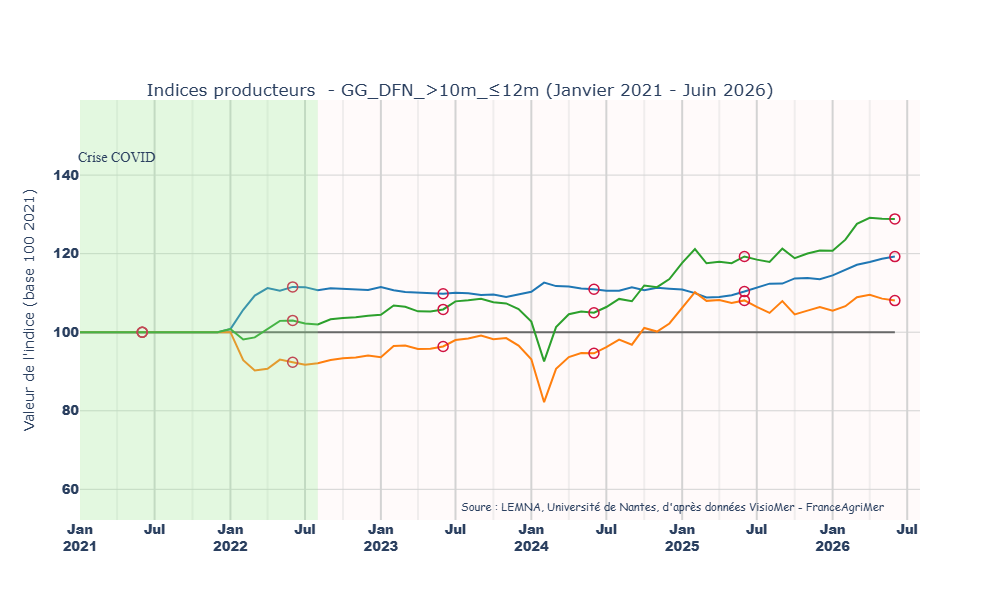 Indices producteurs  - GG_DFN_>10m_≤12m (Janvier 2021 - Juin 2026)
Crise COVID
Valeur de l'indice (base 100 2021)
140
120
100
80
60
Soure : LEMNA, Université de Nantes, d'après données VisioMer - FranceAgriMer
Jan Jul Jan Jul Jan Jul Jan Jul Jan Jul Jan Jul
2021 2022 2023 2024 2025 2026